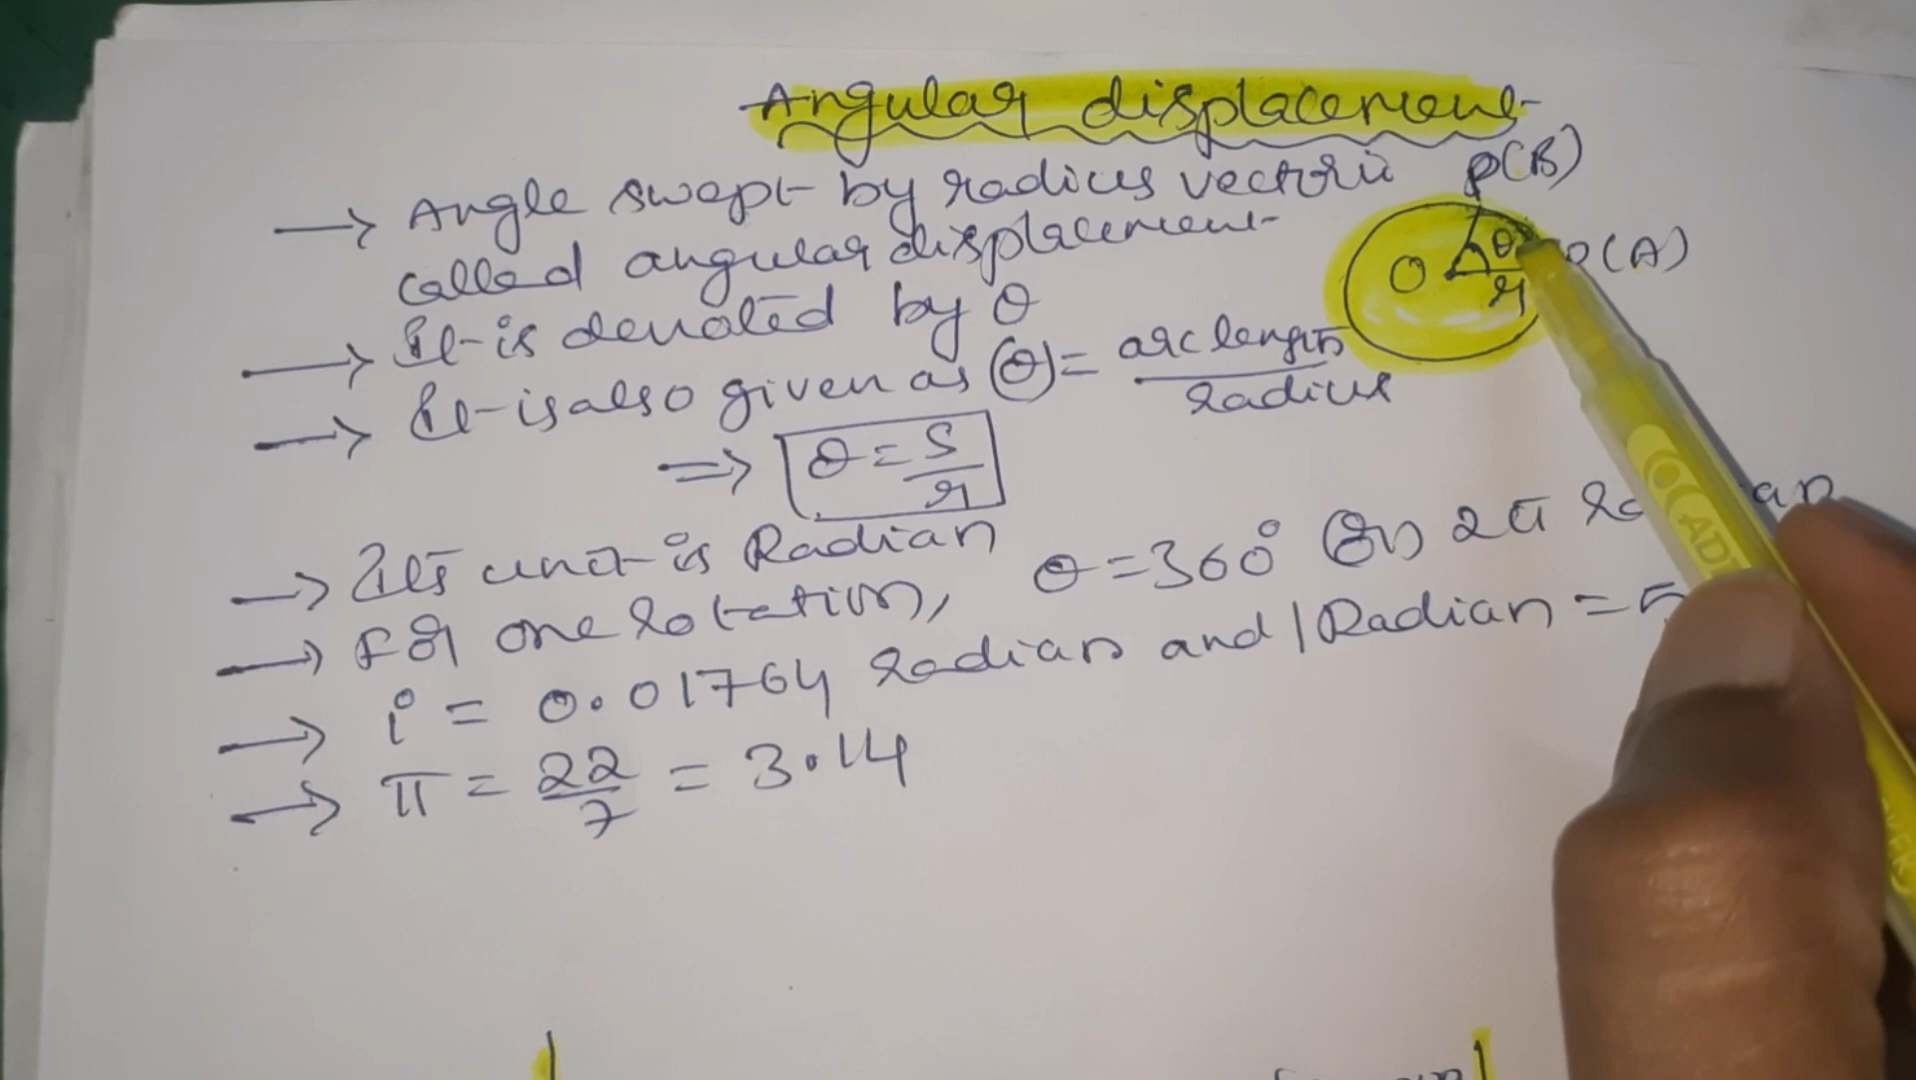 Angular displacement
→ Angle swept by radius vector is
called angular displacement
P(B)
O θ r (A)
→ It is denoted by θ
→ It is also given as (θ) = arc length / radius
⇒ θ = s/r
→ Its unit is Radian
→ For one rotation, θ = 360° (or) 2π
→ 1° = 0.01764 radians and 1 Radian = 5
→ π = 22/7 = 3.14